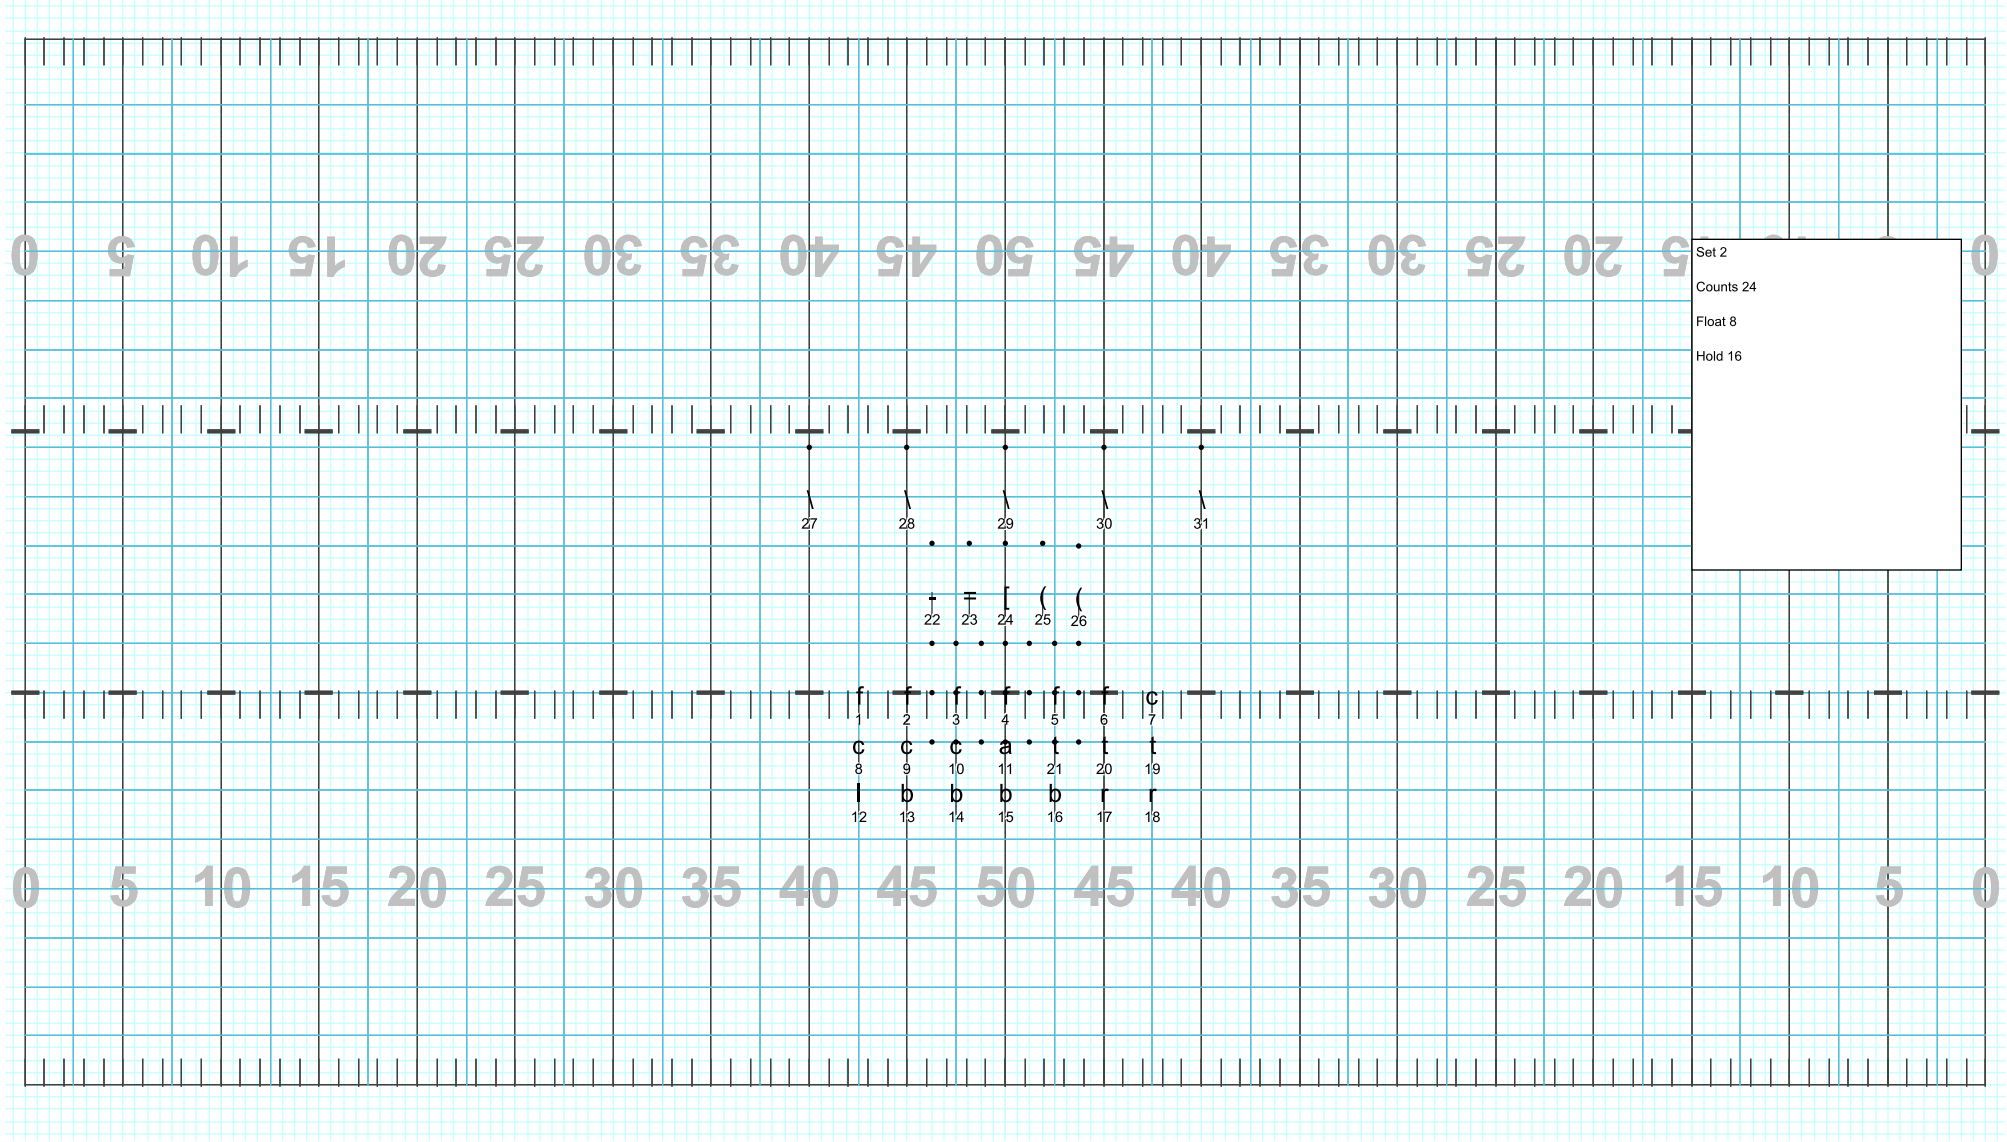 0 5 10 15 20 25 30 35 40 45 50 45 40 35 30 25 20 0
Set 2
Counts 24
Float 8
Hold 16
\ \ \ \ \
27 28 29 30 31
- = [ ( (
22 23 24 25 26
f f f f f f c
1 2 3 4 5 6 7
c c c a t t t
8 9 10 11 21 20 19
l b b b b r r
12 13 14 15 16 17 18
0 5 10 15 20 25 30 35 40 45 50 45 40 35 30 25 20 15 10 5 0